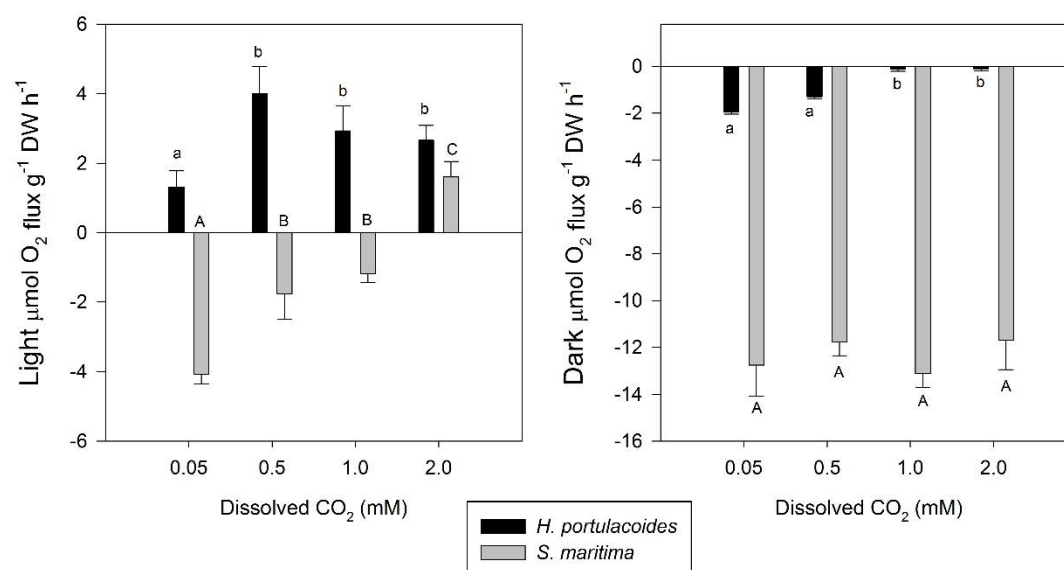 Light μmol O₂ flux g⁻¹ DW h⁻¹
6
4
2
0
-2
-4
-6
a
A
b
B
b
B
b
C
0.05 0.5 1.0 2.0
Dissolved CO₂ (mM)
Dark μmol O₂ flux g⁻¹ DW h⁻¹
0
-2
-4
-6
-8
-10
-12
-14
-16
a
A
a
A
b
A
b
A
0.05 0.5 1.0 2.0
Dissolved CO₂ (mM)
H. portulacoides
S. maritima